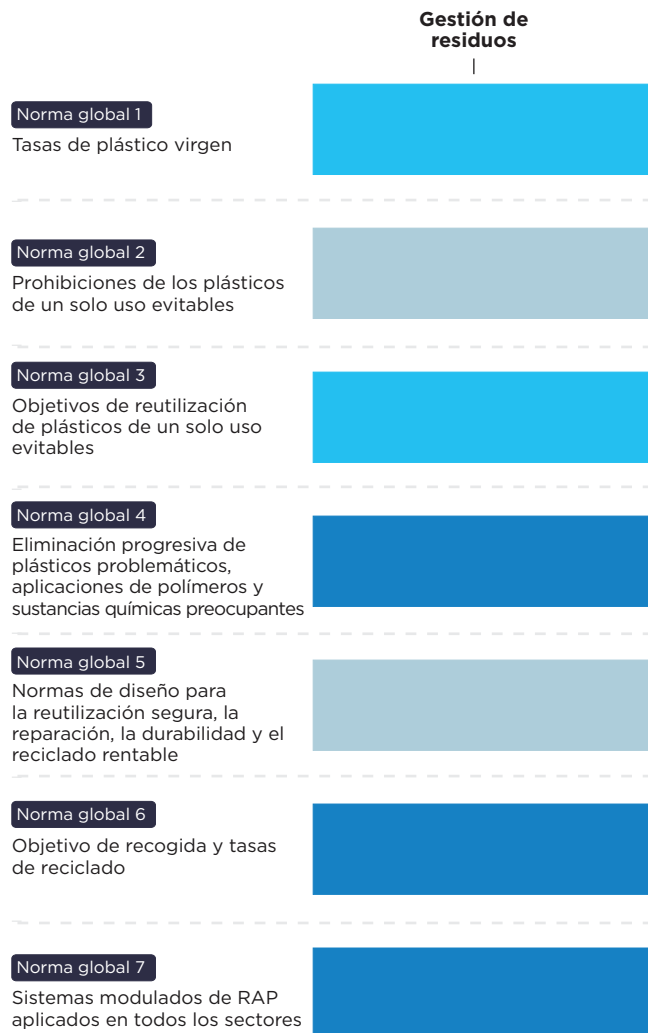 Gestión de
residuos
Norma global 1
Tasas de plástico virgen
Norma global 2
Prohibiciones de los plásticos
de un solo uso evitables
Norma global 3
Objetivos de reutilización
de plásticos de un solo uso
evitables
Norma global 4
Eliminación progresiva de
plásticos problemáticos,
aplicaciones de polímeros y
sustancias químicas preocupantes
Norma global 5
Normas de diseño para
la reutilización segura, la
reparación, la durabilidad y el
reciclado rentable
Norma global 6
Objetivo de recogida y tasas
de reciclado
Norma global 7
Sistemas modulados de RAP
aplicados en todos los sectores